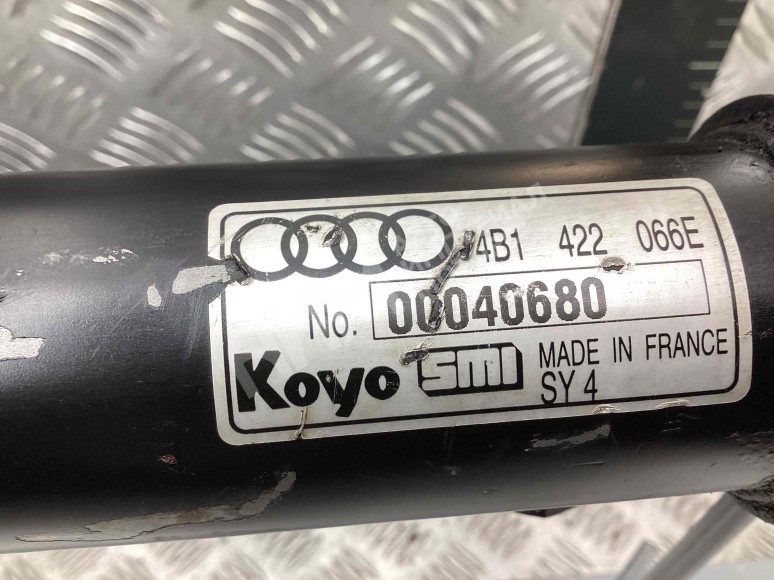 4B1 422 066E
No. 00040680
Koyo SMI MADE IN FRANCE
SY 4